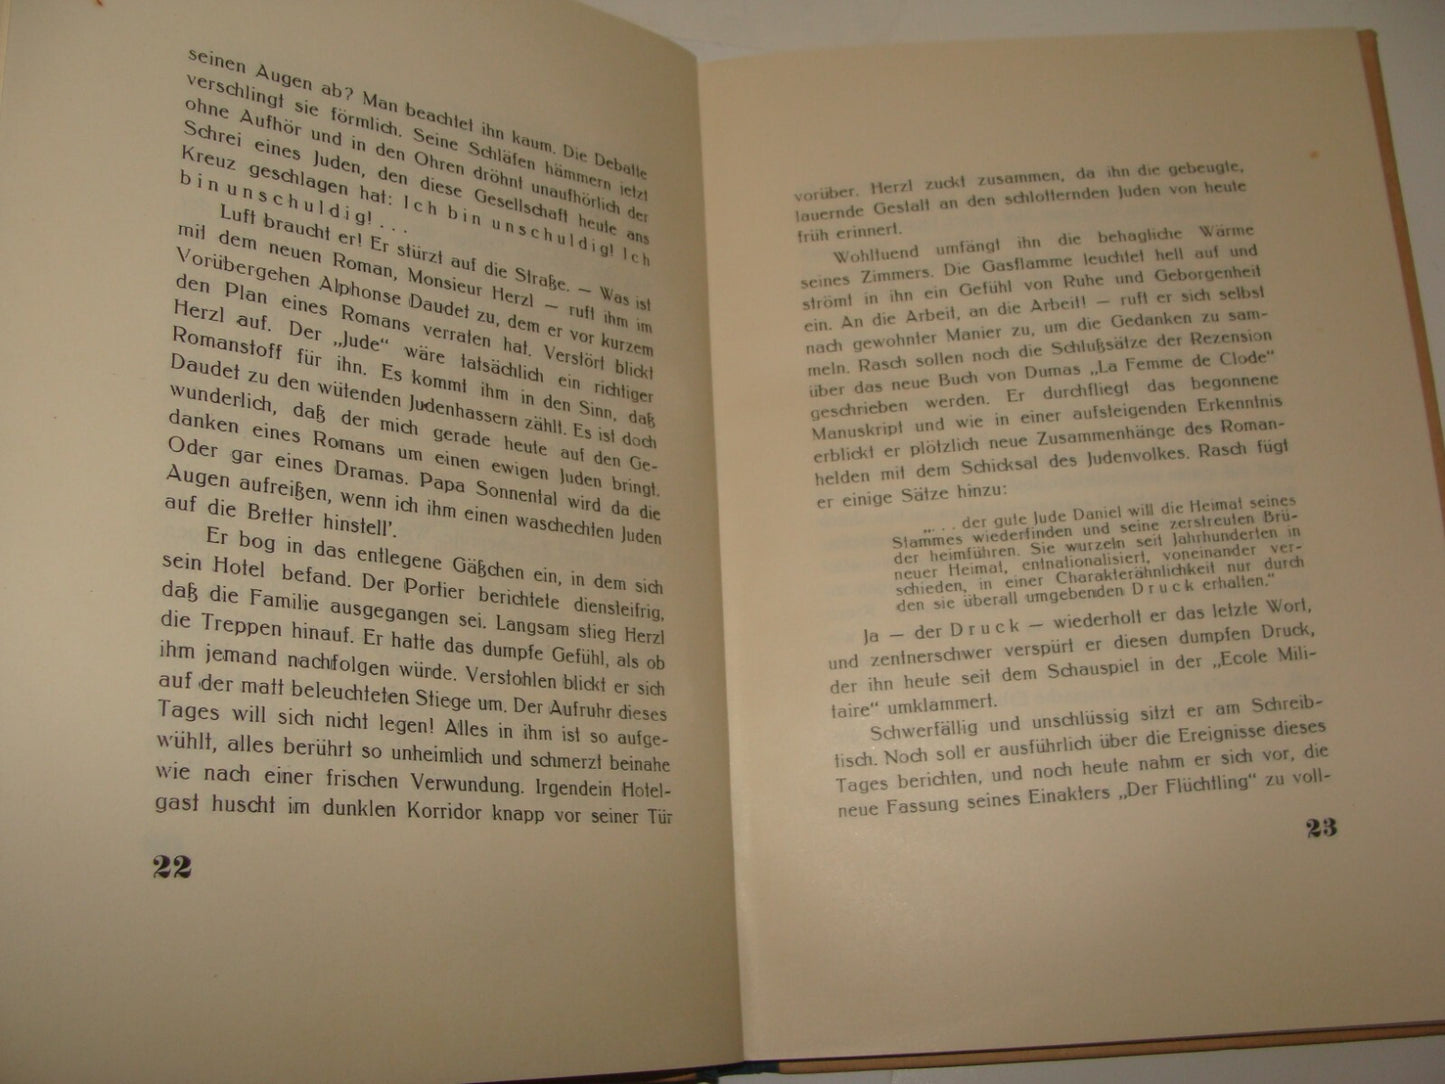 seinen Augen ab? Man beachtet ihn kaum. Die Debatte
verschlingt sie förmlich. Seine Schläfen hämmern jetzt
ohne Aufhör und in den Ohren dröhnt unaufhörlich der
Schrei eines Juden, den diese Gesellschaft heute ans
Kreuz geschlagen hat: Ich bin unschuldig! Ich
bin unschuldig! . . .
Luft braucht er! Er stürzt auf die Straße. — Was ist
mit dem neuen Roman, Monsieur Herzl — ruft ihm im
Vorübergehen Alphonse Daudet zu, dem er vor kurzem
den Plan eines Romans verraten hat. Verstört blickt
Herzl auf. Der „Jude“ wäre tatsächlich ein richtiger
Romanstoff für ihn. Es kommt ihm in den Sinn, daß
Daudet zu den wütenden Judenhassern zählt. Es ist doch
wunderlich, daß der mich gerade heute auf den Ge-
danken eines Romans um einen ewigen Juden bringt.
Oder gar eines Dramas. Papa Sonnental wird da die
Augen aufreißen, wenn ich ihm einen waschechten Juden
auf die Bretter hinstell’.
Er bog in das entlegene Gäßchen ein, in dem sich
sein Hotel befand. Der Portier berichtete diensteifrig,
daß die Familie ausgegangen sei. Langsam stieg Herzl
die Treppen hinauf. Er hatte das dumpfe Gefühl, als ob
ihm jemand nachfolgen würde. Verstohlen blickt er sich
auf der matt beleuchteten Stiege um. Der Aufruhr dieses
Tages will sich nicht legen! Alles in ihm ist so aufge-
wühlt, alles berührt so unheimlich und schmerzt beinahe
wie nach einer frischen Verwundung. Irgendein Hotel-
gast huscht im dunklen Korridor knapp vor seiner Tür
22
vorüber. Herzl zuckt zusammen, da ihn die gebeugte,
lauernde Gestalt an den schlotternden Juden von heute
früh erinnert.
Wohltuend umfängt ihn die behagliche Wärme
seines Zimmers. Die Gasflamme leuchtet hell auf und
strömt in ihn ein Gefühl von Ruhe und Geborgenheit
ein. An die Arbeit, an die Arbeit! — ruft er sich selbst
nach gewohnter Manier zu, um die Gedanken zu sam-
meln. Rasch sollen noch die Schlußsätze der Rezension
über das neue Buch von Dumas „La Femme de Clode“
geschrieben werden. Er durchfliegt das begonnene
Manuskript und wie in einer aufsteigenden Erkenntnis
erblickt er plötzlich neue Zusammenhänge des Roman-
helden mit dem Schicksal des Judenvolkes. Rasch fügt
er einige Sätze hinzu:
„. . . der gute Jude Daniel will die Heimat seines
Stammes wiederfinden und seine zerstreuten Brü-
der heimführen. Sie wurzeln seit Jahrhunderten in
neuer Heimat, entnationalisiert, voneinander ver-
schieden, in einer Charakterähnlichkeit nur durch
den sie überall umgebenden Druck erhalten.“
Ja — der Druck — wiederholt er das letzte Wort,
und zentnerschwer verspürt er diesen dumpfen Druck,
der ihn heute seit dem Schauspiel in der „Ecole Mili-
taire“ umklammert.
Schwerfällig und unschlüssig sitzt er am Schreib-
tisch. Noch soll er ausführlich über die Ereignisse dieses
Tages berichten, und noch heute nahm er sich vor, die
neue Fassung seines Einakters „Der Flüchtling“ zu voll-
23